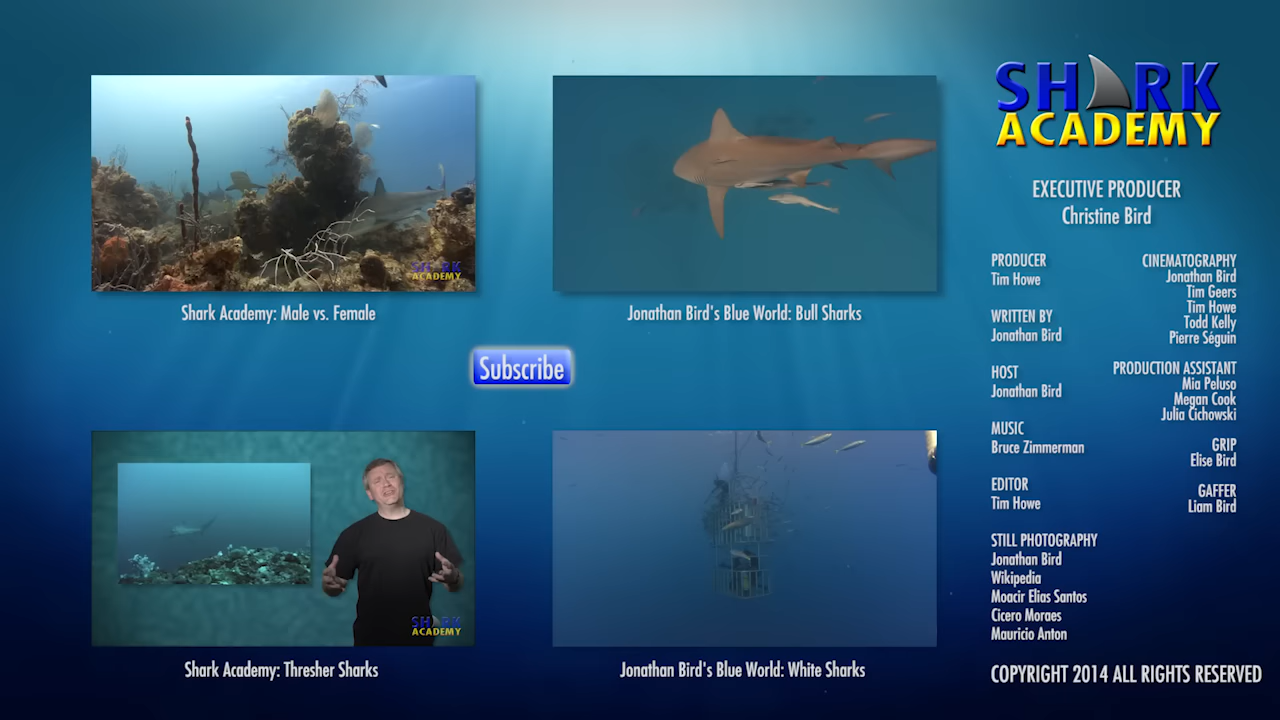 SHARK
ACADEMY
Shark Academy: Male vs. Female
SHARK
ACADEMY
Jonathan Bird's Blue World: Bull Sharks
Subscribe
SHARK
ACADEMY
Shark Academy: Thresher Sharks
Jonathan Bird's Blue World: White Sharks
EXECUTIVE PRODUCER
Christine Bird
PRODUCER
Tim Howe
WRITTEN BY
Jonathan Bird
HOST
Jonathan Bird
MUSIC
Bruce Zimmerman
EDITOR
Tim Howe
STILL PHOTOGRAPHY
Jonathan Bird
Wikipedia
Moacir Elias Santos
Cicero Moraes
Mauricio Anton
CINEMATOGRAPHY
Jonathan Bird
Tim Geers
Tim Howe
Todd Kelly
Pierre Séguin
PRODUCTION ASSISTANT
Mia Peluso
Megan Cook
Julia Cichowski
GRIP
Elise Bird
GAFFER
Liam Bird
COPYRIGHT 2014 ALL RIGHTS RESERVED